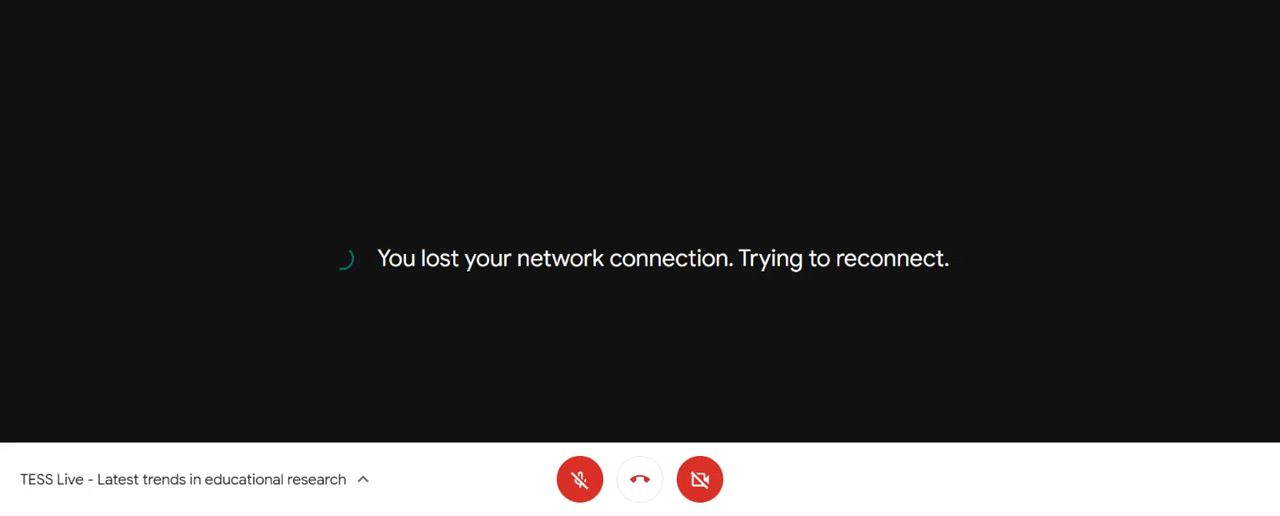 You lost your network connection. Trying to reconnect.
TESS Live - Latest trends in educational research